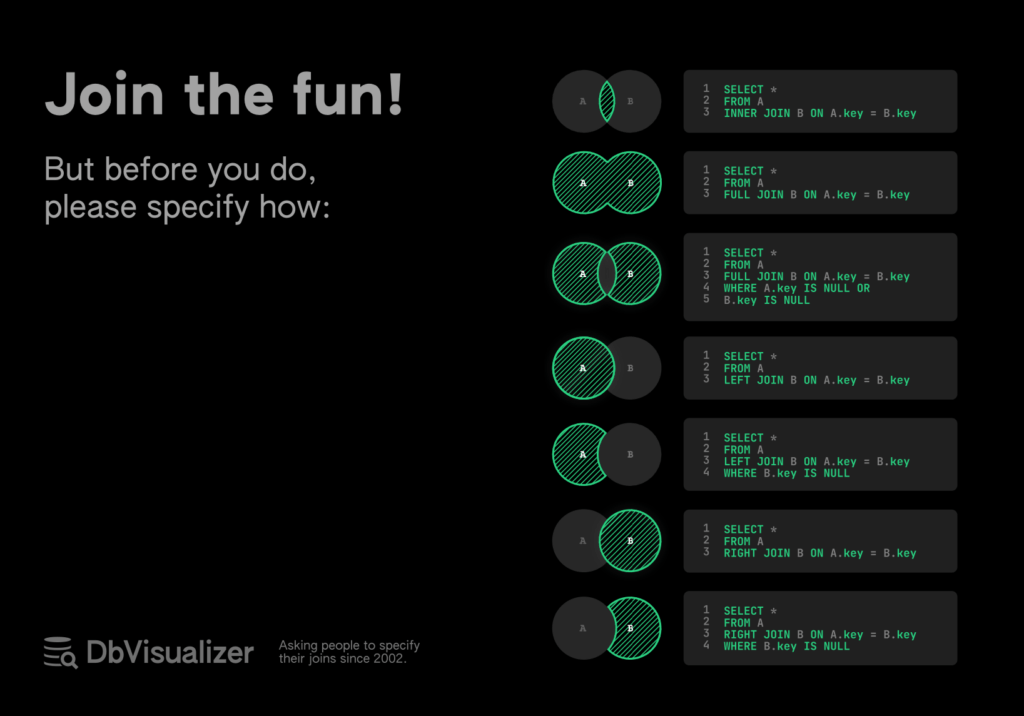 Join the fun!
But before you do,
please specify how:
A B
1 SELECT *
2 FROM A
3 INNER JOIN B ON A.key = B.key
A B
1 SELECT *
2 FROM A
3 FULL JOIN B ON A.key = B.key
A B
1 SELECT *
2 FROM A
3 FULL JOIN B ON A.key = B.key
4 WHERE A.key IS NULL OR
5 B.key IS NULL
A B
1 SELECT *
2 FROM A
3 LEFT JOIN B ON A.key = B.key
A B
1 SELECT *
2 FROM A
3 LEFT JOIN B ON A.key = B.key
4 WHERE B.key IS NULL
A B
1 SELECT *
2 FROM A
3 RIGHT JOIN B ON A.key = B.key
A B
1 SELECT *
2 FROM A
3 RIGHT JOIN B ON A.key = B.key
4 WHERE B.key IS NULL
DbVisualizer
Asking people to specify
their joins since 2002.